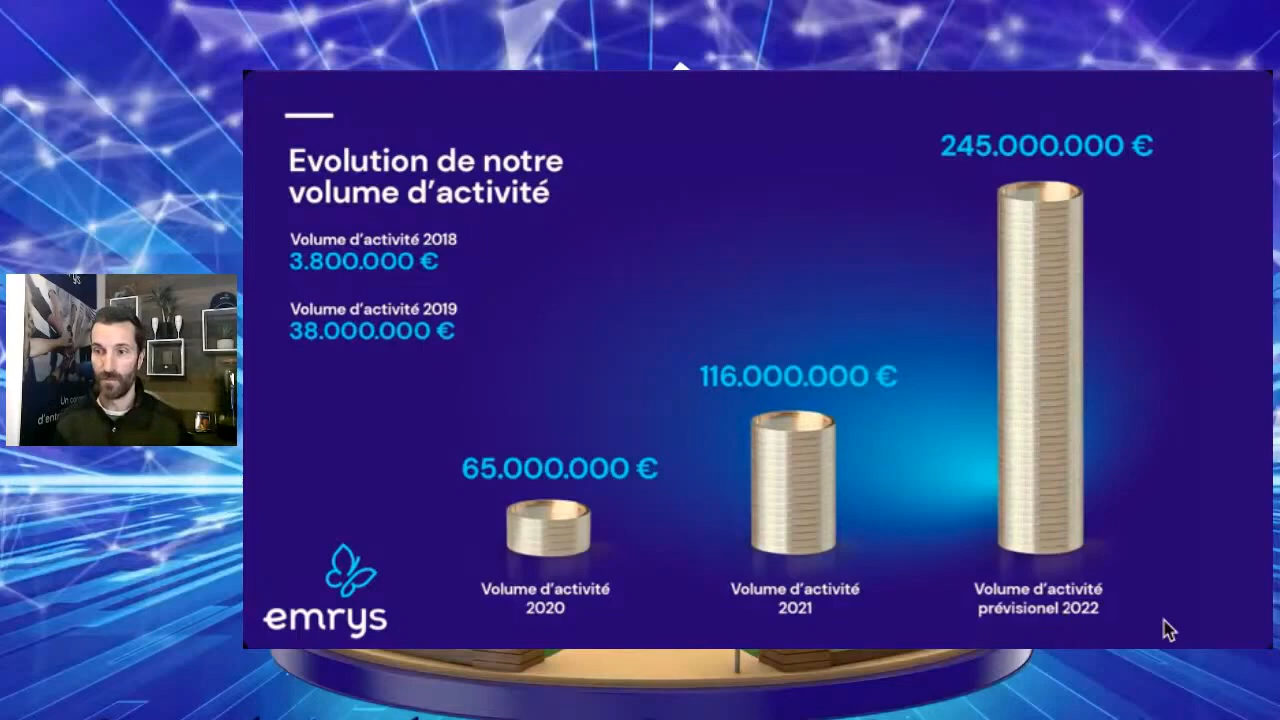 Evolution de notre
volume d’activité
Volume d’activité 2018
3.800.000 €
Volume d’activité 2019
38.000.000 €
65.000.000 €
Volume d’activité
2020
116.000.000 €
Volume d’activité
2021
245.000.000 €
Volume d’activité
prévisionel 2022
emrys